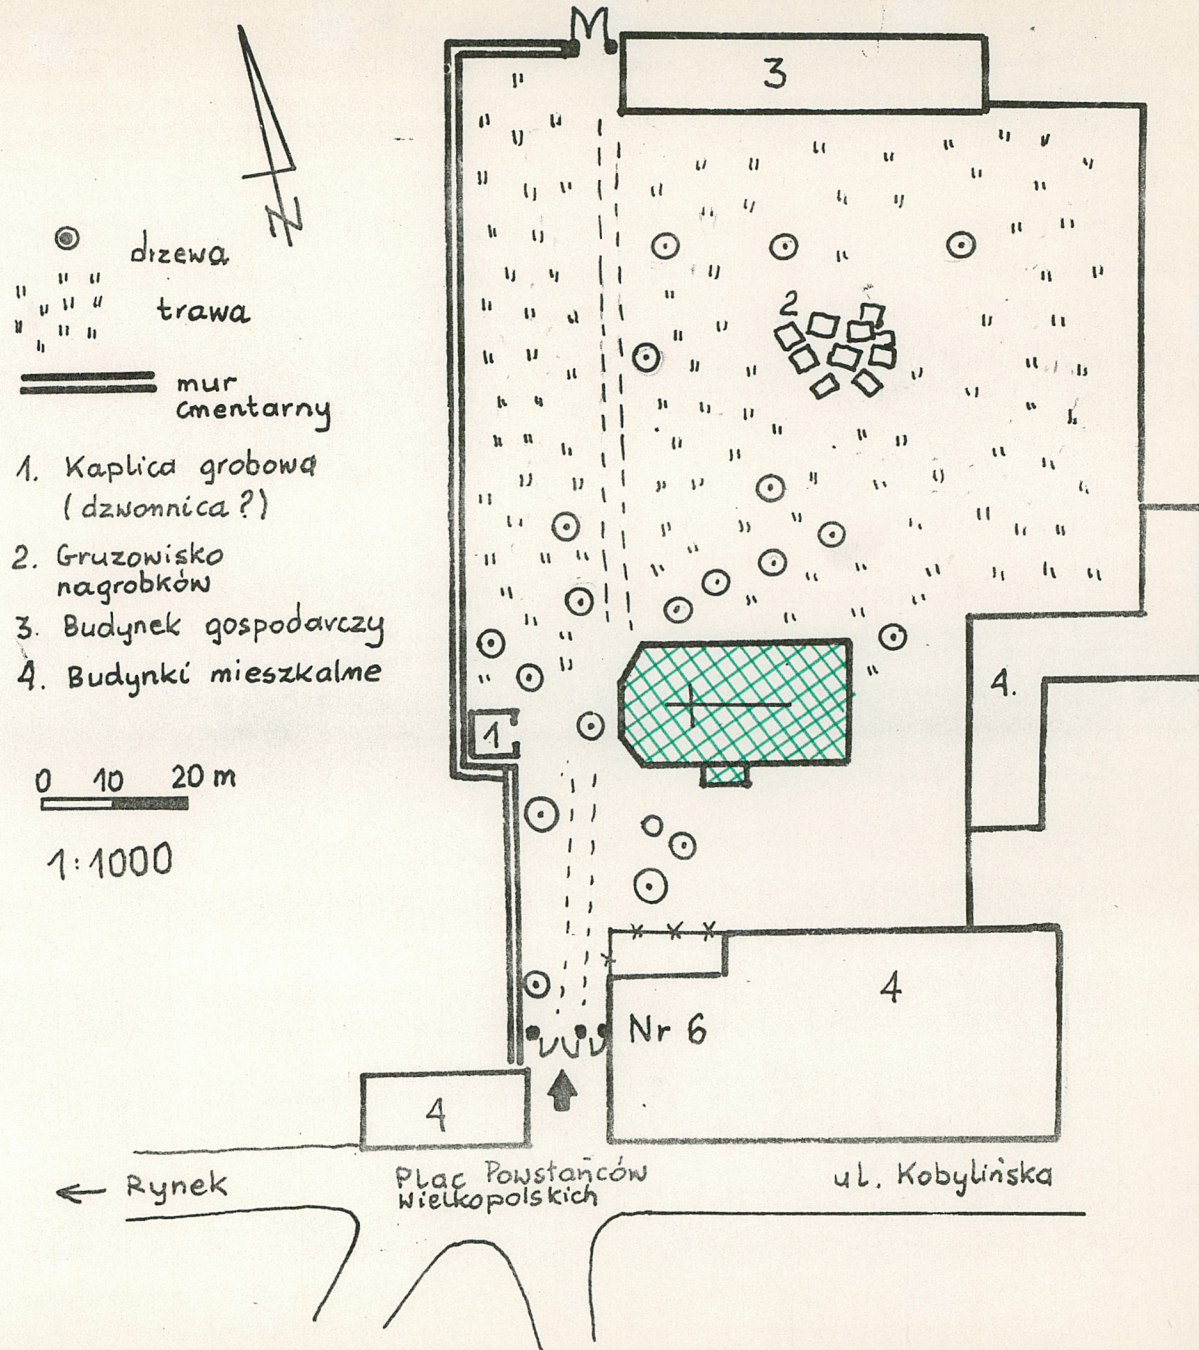 N
drzewa
trawa
mur
cmentarny
1. Kaplica grobowa
(dzwonnica?)
2. Gruzowisko
nagrobków
3. Budynek gospodarczy
4. Budynki mieszkalne
0 10 20 m
1:1000
3
2
1
4.
4
Nr 6
4
← Rynek
Plac Powstańców
Wielkopolskich
ul. Kobylińska